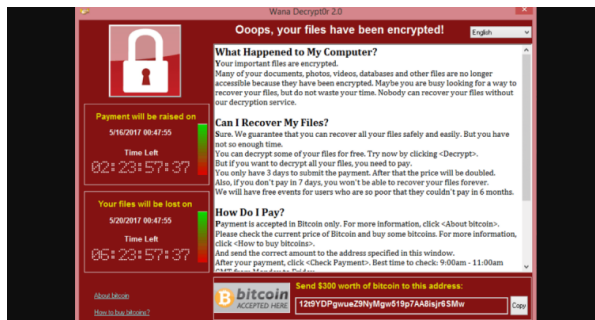 Wana Decrypt0r 2.0
Ooops, your files have been encrypted!
English
Payment will be raised on
5/16/2017 00:47:55
Time Left
02:23:57:37
Your files will be lost on
5/20/2017 00:47:55
Time Left
06:23:57:37
About bitcoin
How to buy bitcoins?
What Happened to My Computer?
Your important files are encrypted.
Many of your documents, photos, videos, databases and other files are no longer
accessible because they have been encrypted. Maybe you are busy looking for a way to
recover your files, but do not waste your time. Nobody can recover your files without
our decryption service.
Can I Recover My Files?
Sure. We guarantee that you can recover all your files safely and easily. But you have
not so enough time.
You can decrypt some of your files for free. Try now by clicking <Decrypt>.
But if you want to decrypt all your files, you need to pay.
You only have 3 days to submit the payment. After that the price will be doubled.
Also, if you don't pay in 7 days, you won't be able to recover your files forever.
We will have free events for users who are so poor that they couldn't pay in 6 months.
How Do I Pay?
Payment is accepted in Bitcoin only. For more information, click <About bitcoin>.
Please check the current price of Bitcoin and buy some bitcoins. For more information,
click <How to buy bitcoins>.
And send the correct amount to the address specified in this window.
After your payment, click <Check Payment>. Best time to check: 9:00am - 11:00am
GMT from Monday to Friday.
bitcoin
ACCEPTED HERE
Send $300 worth of bitcoin to this address:
12t9YDPgwueZ9NyMgw519p7AA8isjr6SMw
Copy